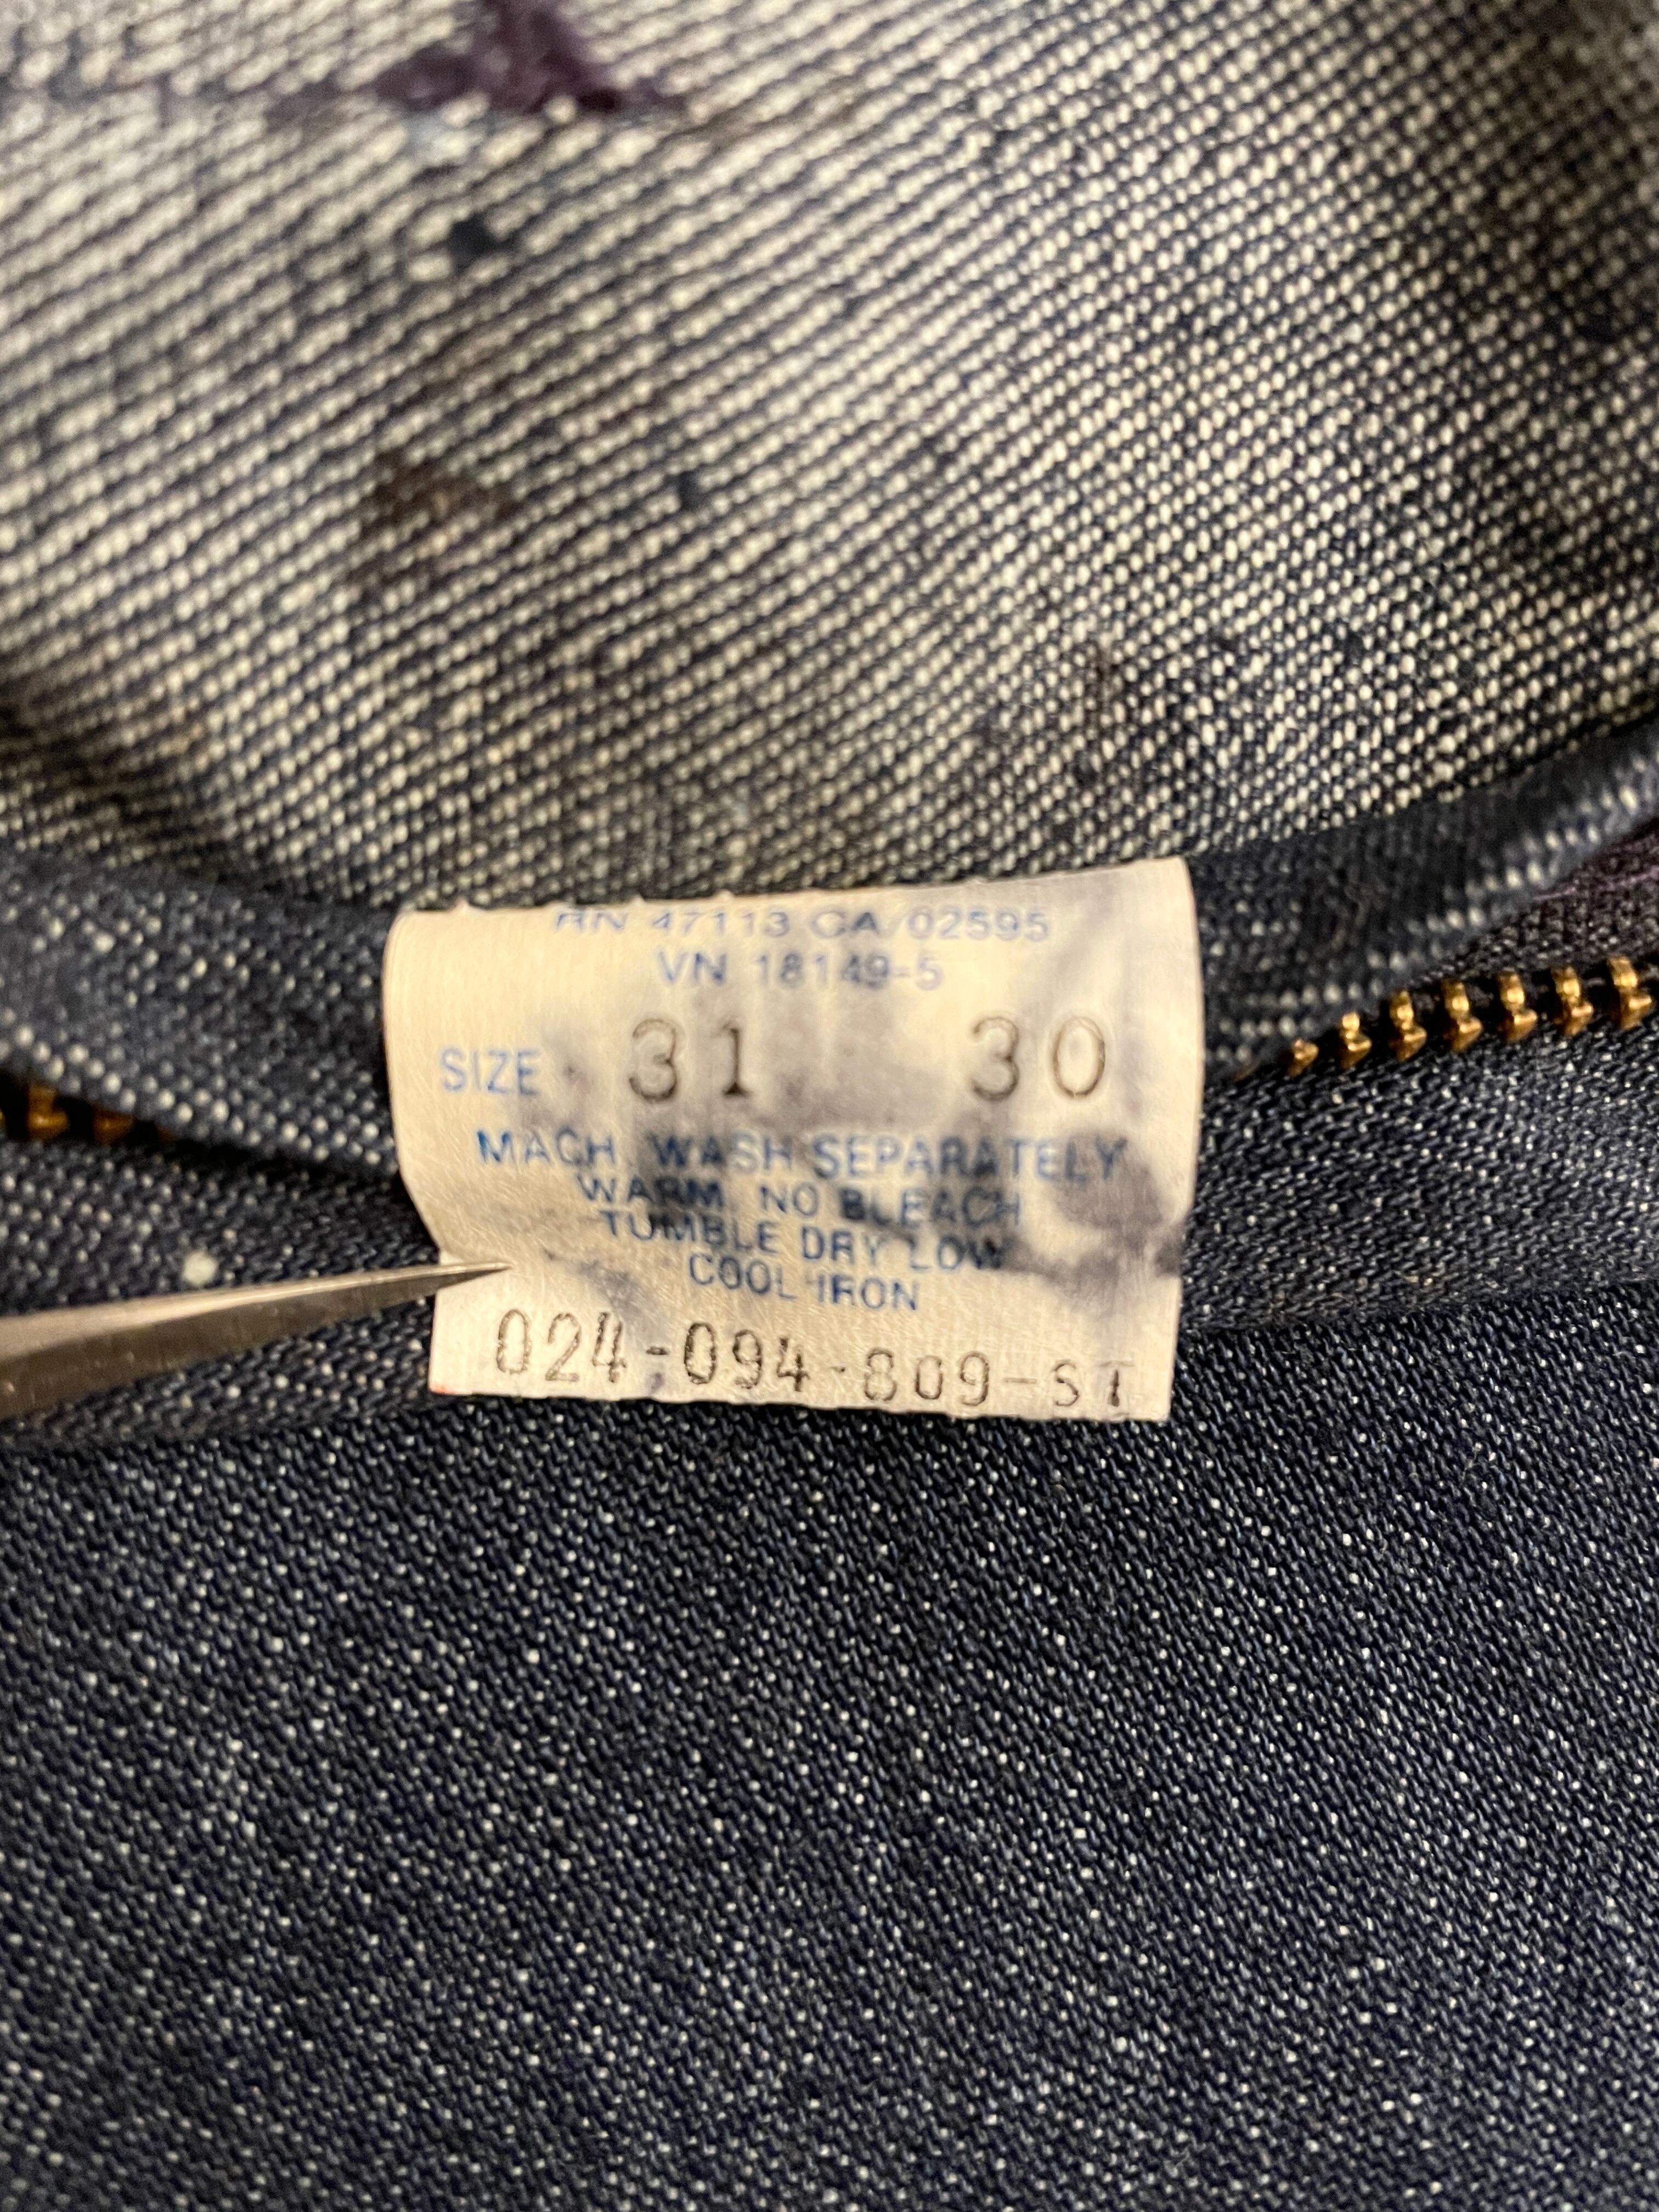 RN 47113 CA 02595
VN 18149-5
SIZE 31 30
MACH. WASH SEPARATELY
WARM, NO BLEACH
TUMBLE DRY LOW
COOL IRON
024-094-809-ST